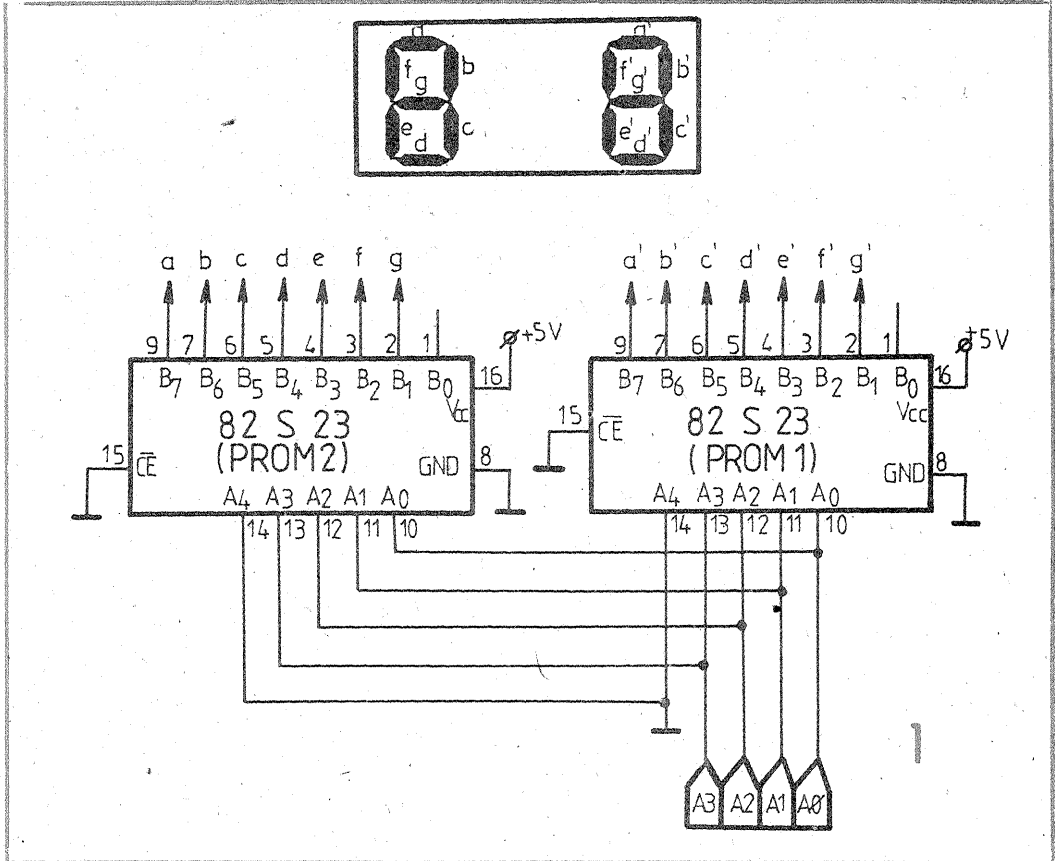 a a'
f b f' b'
g g'
e c e' c'
d d'
a b c d e f g a' b' c' d' e' f' g'
9 7 6 5 4 3 2 1 +5V 9 7 6 5 4 3 2 1 +5V
B7 B6 B5 B4 B3 B2 B1 B0 16 B7 B6 B5 B4 B3 B2 B1 B0 16
Vcc Vcc
82 S 23 15 CE 82 S 23
15 CE (PROM2) GND 8 (PROM1) GND 8
A4 A3 A2 A1 A0 A4 A3 A2 A1 A0
14 13 12 11 10 14 13 12 11 10
1
A3 A2 A1 A0